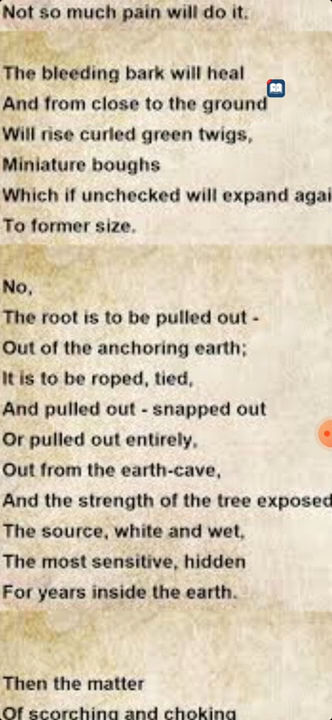 Not so much pain will do it.
The bleeding bark will heal
And from close to the ground
Will rise curled green twigs,
Miniature boughs
Which if unchecked will expand agai
To former size.
No,
The root is to be pulled out -
Out of the anchoring earth;
It is to be roped, tied,
And pulled out - snapped out
Or pulled out entirely,
Out from the earth-cave,
And the strength of the tree exposed
The source, white and wet,
The most sensitive, hidden
For years inside the earth.
Then the matter
Of scorching and choking